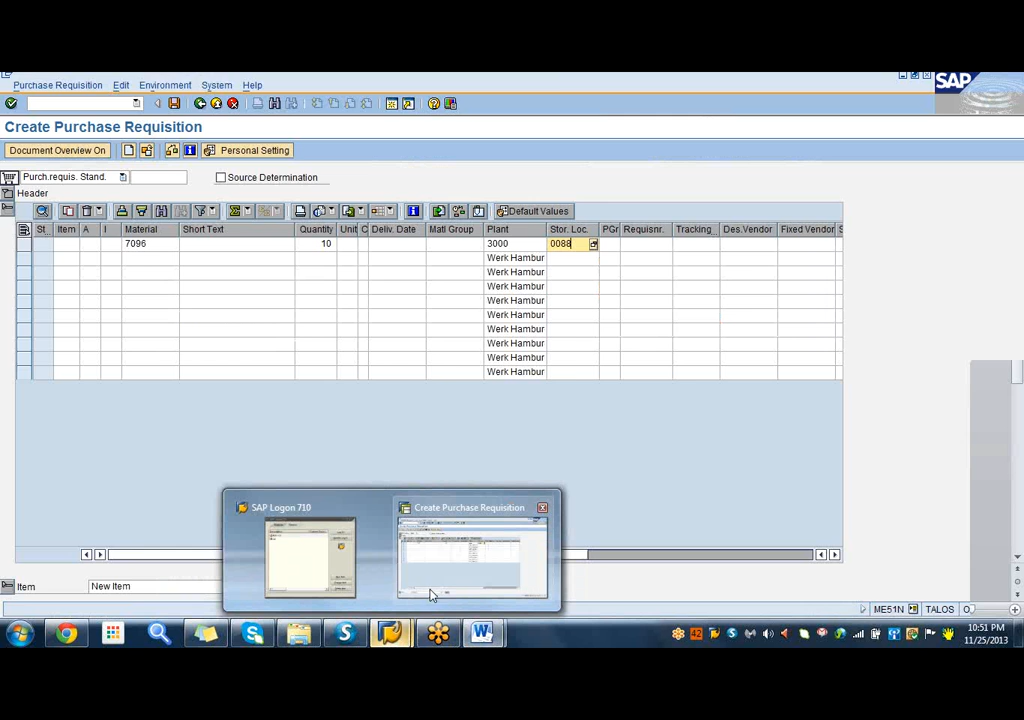 Purchase Requisition Edit Environment System Help
SAP
Create Purchase Requisition
Document Overview On Personal Setting
Purch.requis. Stand. Source Determination
Header
Default Values
St... Item A I Material Short Text Quantity Unit C Deliv. Date Matl Group Plant Stor. Loc. PGr Requisnr. Tracking Des.Vendor Fixed Vendor S
7096 10 3000 0088
Werk Hambur
Werk Hambur
Werk Hambur
Werk Hambur
Werk Hambur
Werk Hambur
Werk Hambur
Werk Hambur
Werk Hambur
SAP Logon 710 Create Purchase Requisition
Item New Item
ME51N TALOS
10:51 PM
11/25/2013